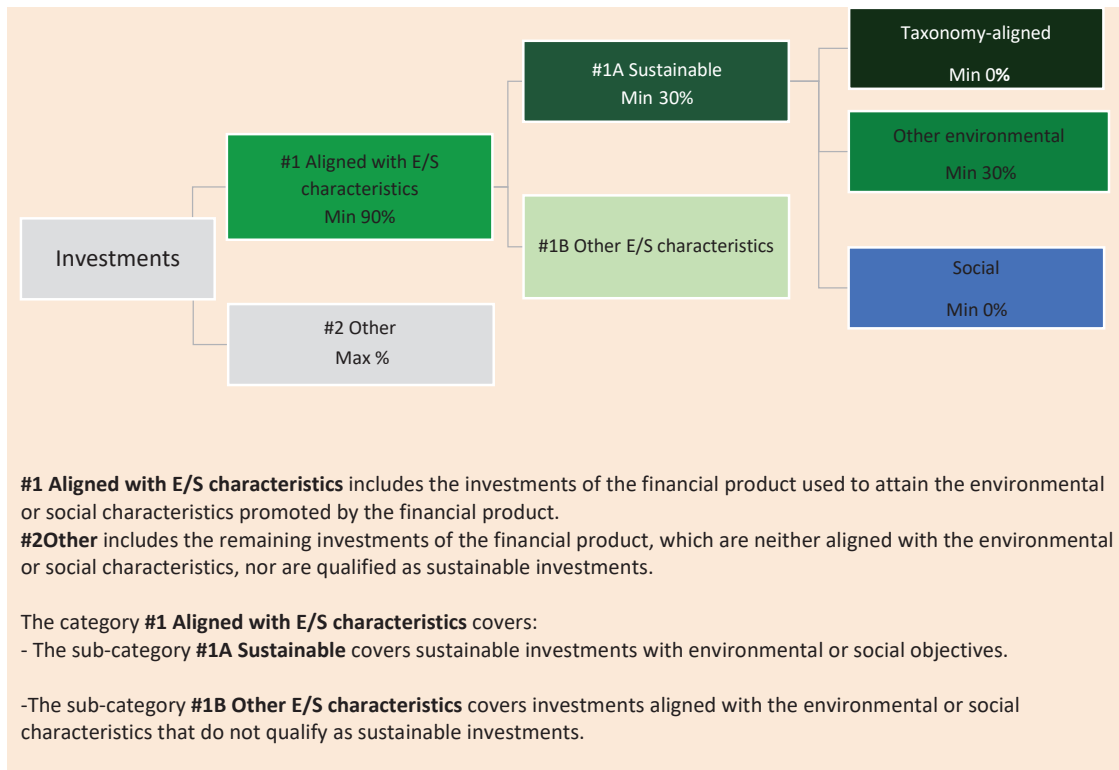 Investments
#1 Aligned with E/S
characteristics
Min 90%
#2 Other
Max %
#1A Sustainable
Min 30%
#1B Other E/S characteristics
Taxonomy-aligned
Min 0%
Other environmental
Min 30%
Social
Min 0%
#1 Aligned with E/S characteristics includes the investments of the financial product used to attain the environmental
or social characteristics promoted by the financial product.
#2Other includes the remaining investments of the financial product, which are neither aligned with the environmental
or social characteristics, nor are qualified as sustainable investments.
The category #1 Aligned with E/S characteristics covers:
- The sub-category #1A Sustainable covers sustainable investments with environmental or social objectives.
-The sub-category #1B Other E/S characteristics covers investments aligned with the environmental or social
characteristics that do not qualify as sustainable investments.